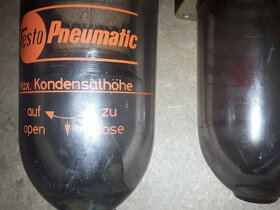 Festo Pneumatic
Max. Kondensathöhe
auf zu
open close